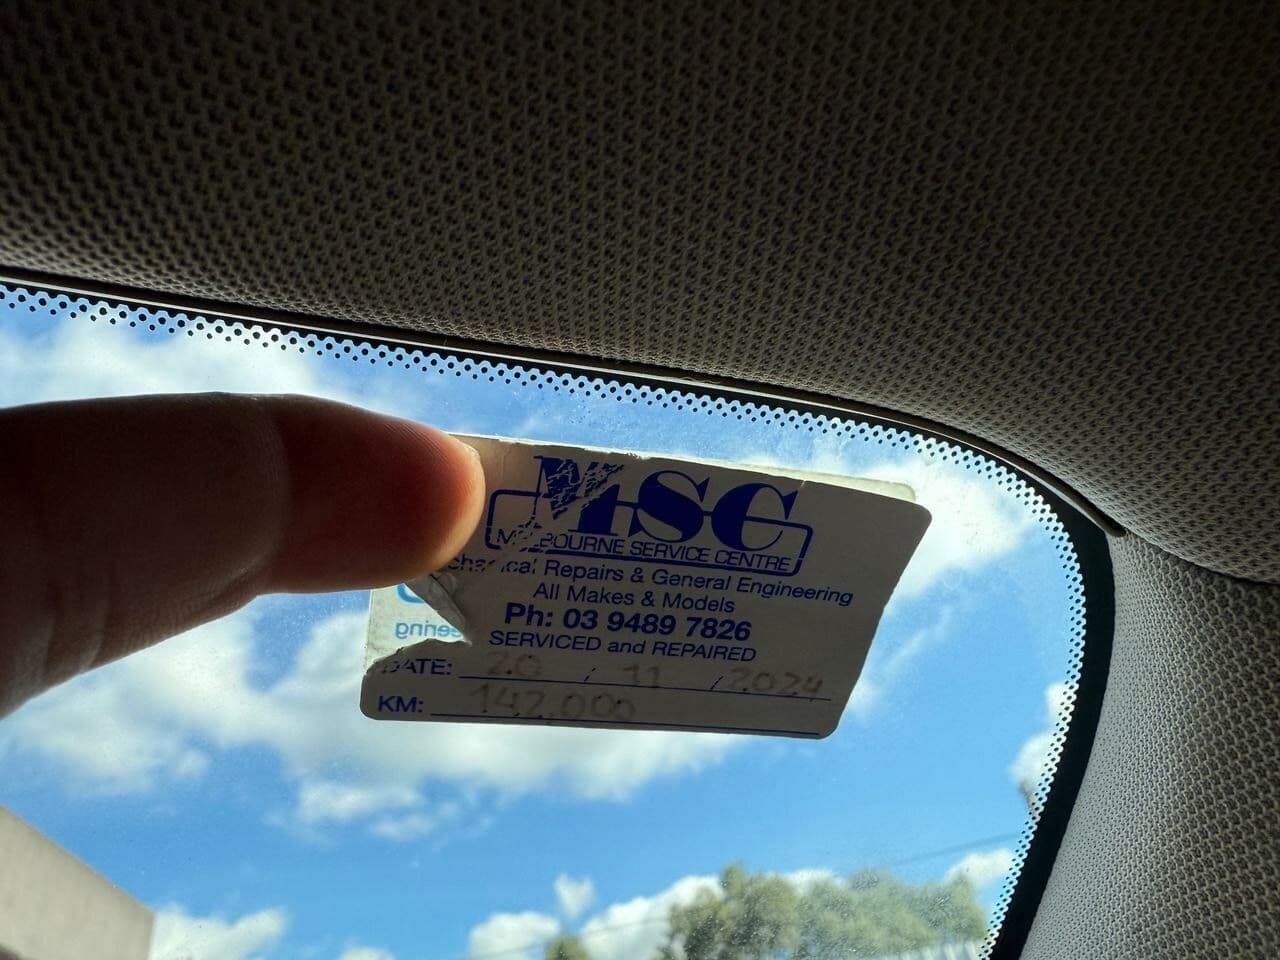 MSC
MELBOURNE SERVICE CENTRE
Repairs & General Engineering
All Makes & Models
Ph: 03 9489 7826
SERVICED and REPAIRED
DATE: 20 / 11 / 2024
KM: 142,000